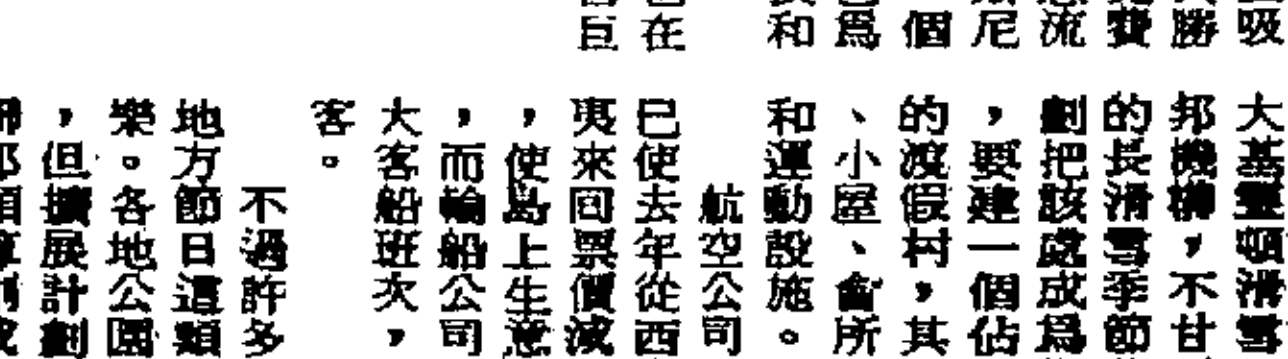 吸
勝
費
流
尼
個
爲
和
在
巨
大基靈頓滑雪
邦機構,不甘
的長滑雪季節
劃把該處成爲
,要建一個佔
的渡假村,其
、小屋、會所
和運動設施。
航空公司
已使去年從西
夷來回票價減
,使島上生意
,而輪船公司
大客船班次,
客。
不過許多
地方節日這類
樂。各地公園
,但擴展計劃